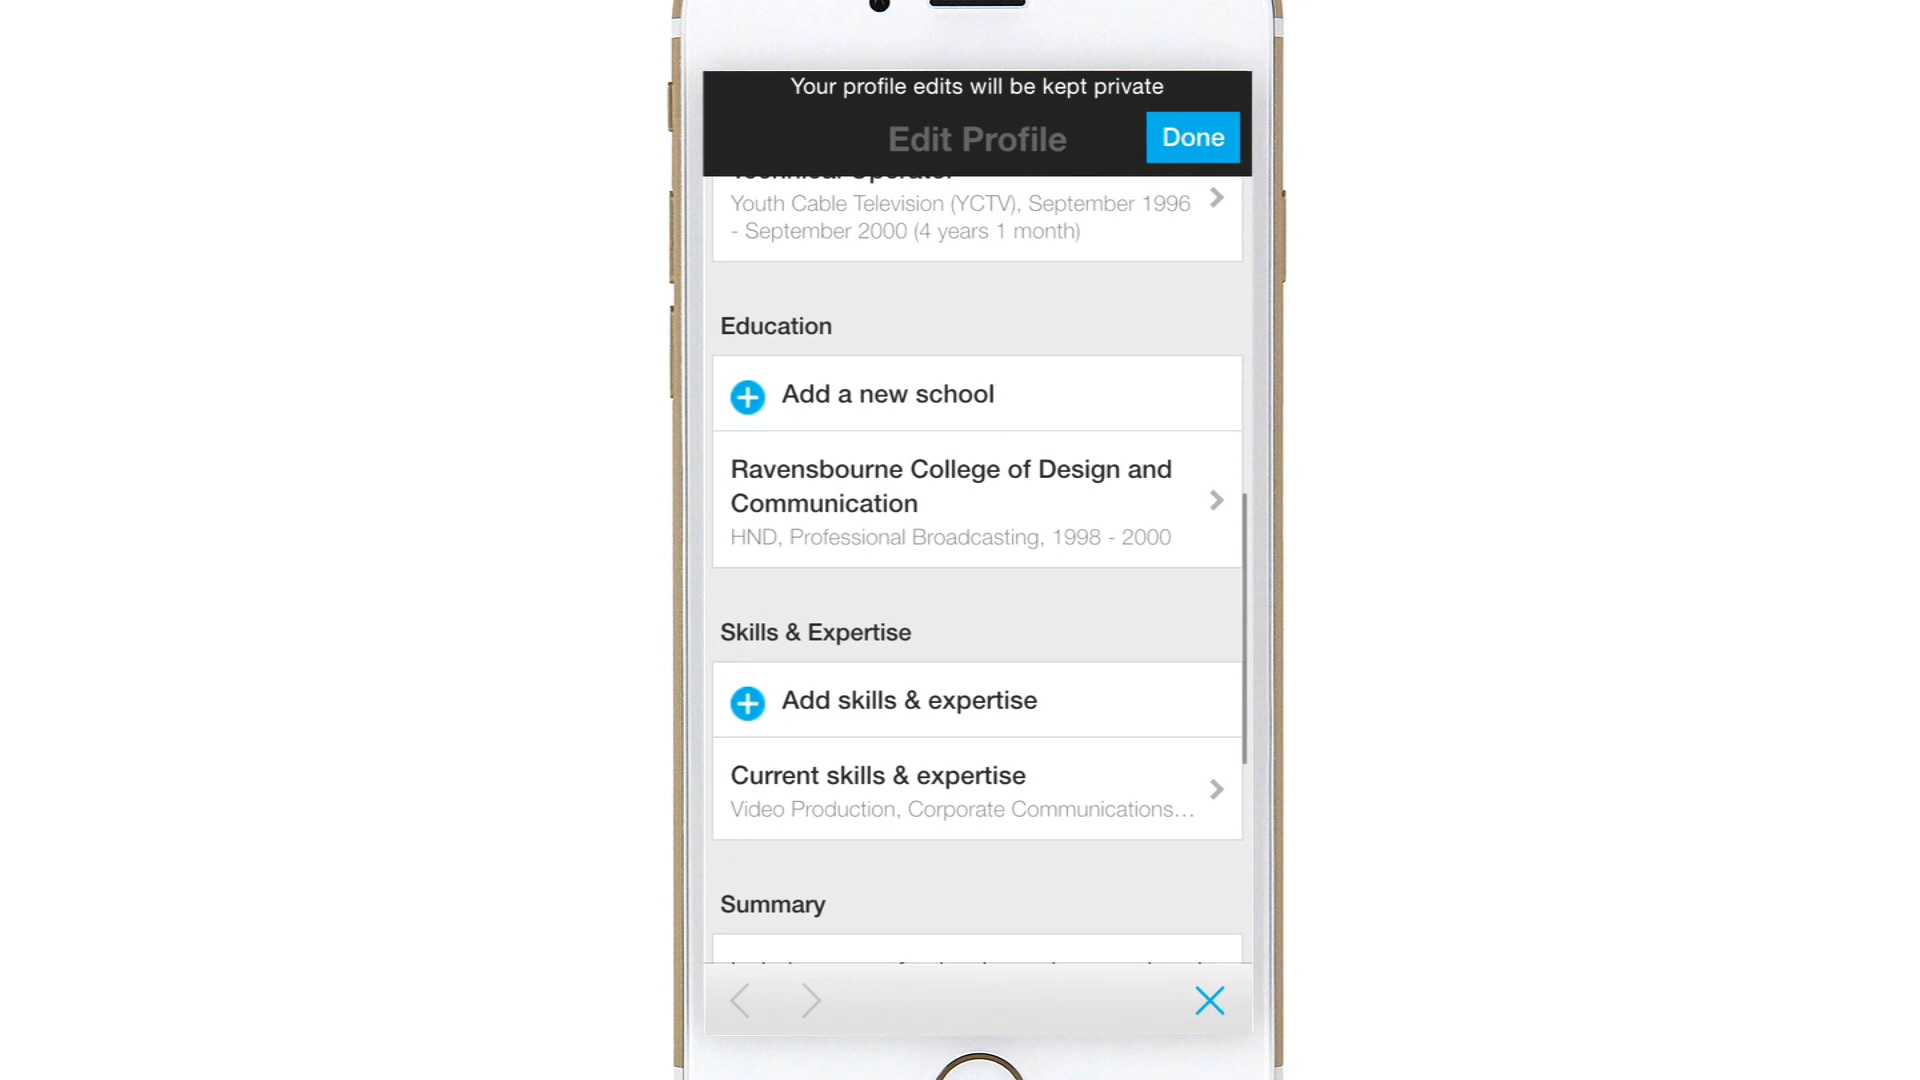 Your profile edits will be kept private
Edit Profile
Done
Technical Operator
Youth Cable Television (YCTV), September 1996
- September 2000 (4 years 1 month)
Education
Add a new school
Ravensbourne College of Design and
Communication
HND, Professional Broadcasting, 1998 - 2000
Skills & Expertise
Add skills & expertise
Current skills & expertise
Video Production, Corporate Communications...
Summary